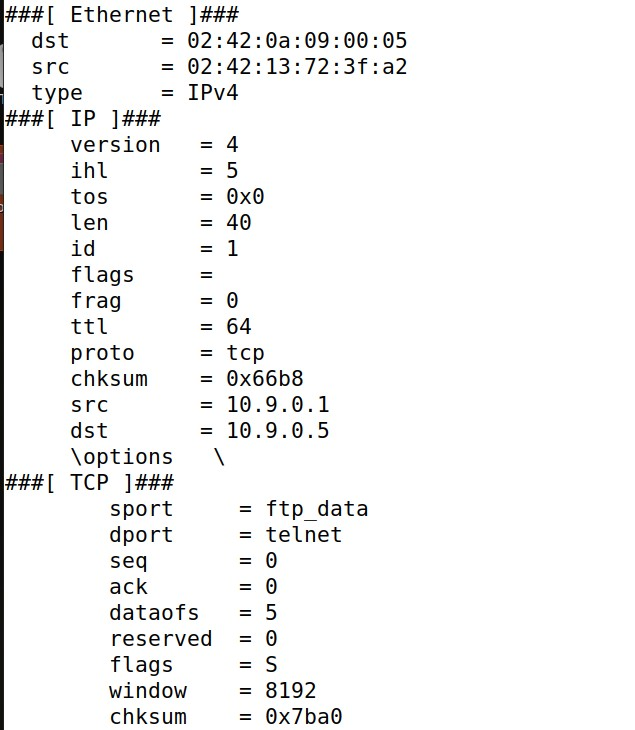 ###[ Ethernet ]###
  dst       = 02:42:0a:09:00:05
  src       = 02:42:13:72:3f:a2
  type      = IPv4
###[ IP ]###
     version   = 4
     ihl       = 5
     tos       = 0x0
     len       = 40
     id        = 1
     flags     =
     frag      = 0
     ttl       = 64
     proto     = tcp
     chksum    = 0x66b8
     src       = 10.9.0.1
     dst       = 10.9.0.5
     \options   \
###[ TCP ]###
        sport     = ftp_data
        dport     = telnet
        seq       = 0
        ack       = 0
        dataofs   = 5
        reserved  = 0
        flags     = S
        window    = 8192
        chksum    = 0x7ba0